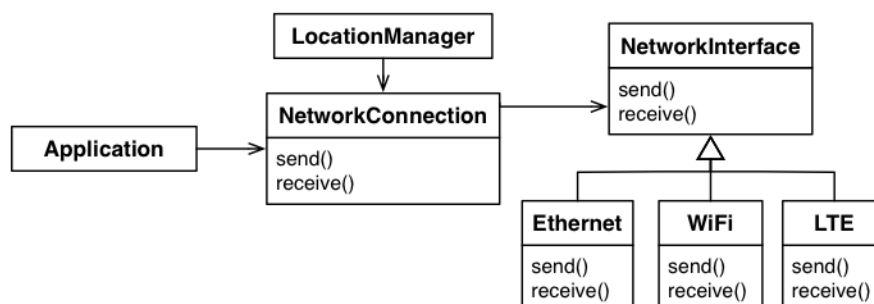 LocationManager
NetworkInterface
send()
receive()
NetworkConnection
send()
receive()
Application
Ethernet
send()
receive()
WiFi
send()
receive()
LTE
send()
receive()